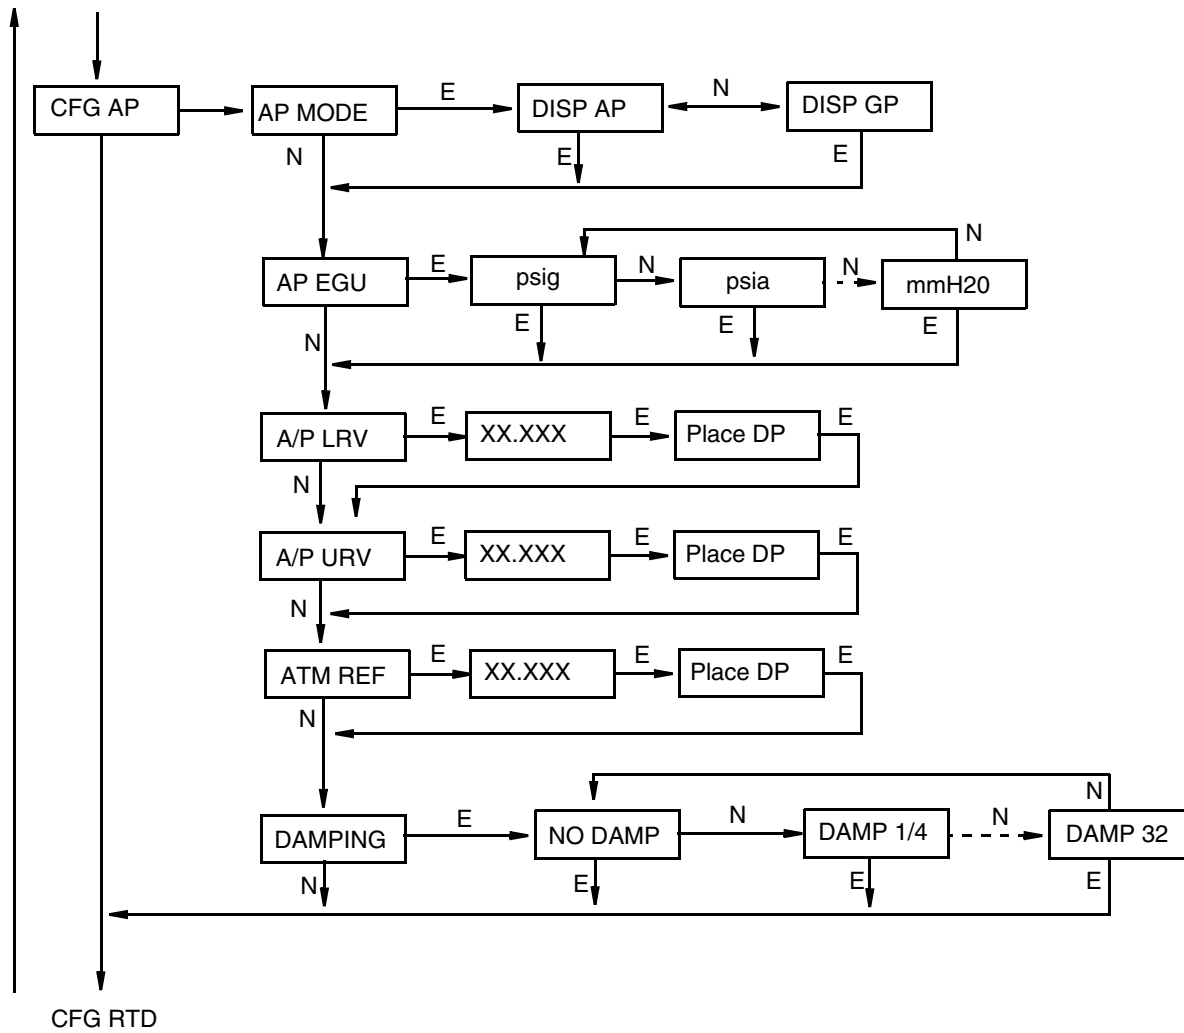 CFG AP
AP MODE
E
DISP AP
N
DISP GP
N
E
E
N
AP EGU
E
psig
N
psia
N
mmH20
N
E
E
E
A/P LRV
E
XX.XXX
E
Place DP
E
N
A/P URV
E
XX.XXX
E
Place DP
E
N
ATM REF
E
XX.XXX
E
Place DP
E
N
N
DAMPING
E
NO DAMP
N
DAMP 1/4
N
DAMP 32
N
E
E
E
CFG RTD